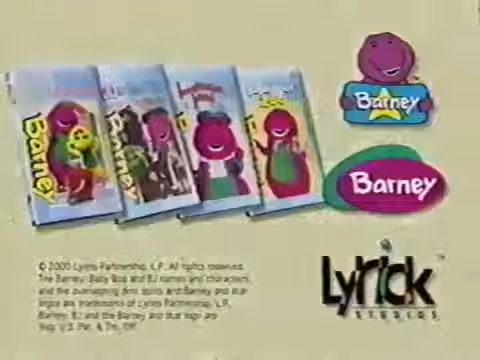 Barney
Barney
Barney
Barney
© 2000 Lyons Partnership, L.P. All rights reserved.
The Barney, Baby Bop and BJ names and characters,
and the overlapping dino spots and Barney and star
logos are trademarks of Lyons Partnership, L.P.
Barney, BJ and the Barney and star logo are
Reg. U.S. Pat. & Tm. Off.
Lyrick
STUDIOS